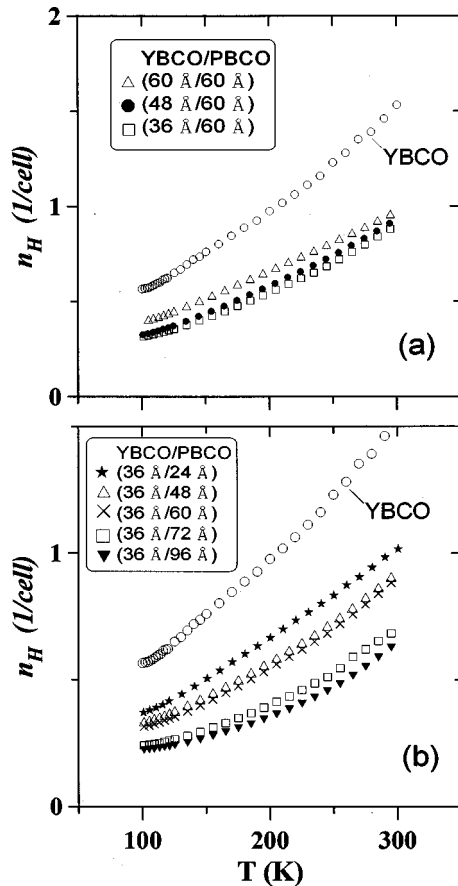 2
(a)
YBCO/PBCO
△ (60 Å/60 Å)
● (48 Å/60 Å)
□ (36 Å/60 Å)
YBCO
1
0
n_H (1/cell)
(b)
YBCO/PBCO
★ (36 Å/24 Å)
△ (36 Å/48 Å)
× (36 Å/60 Å)
□ (36 Å/72 Å)
▼ (36 Å/96 Å)
YBCO
1
0
n_H (1/cell)
100 200 300
T (K)